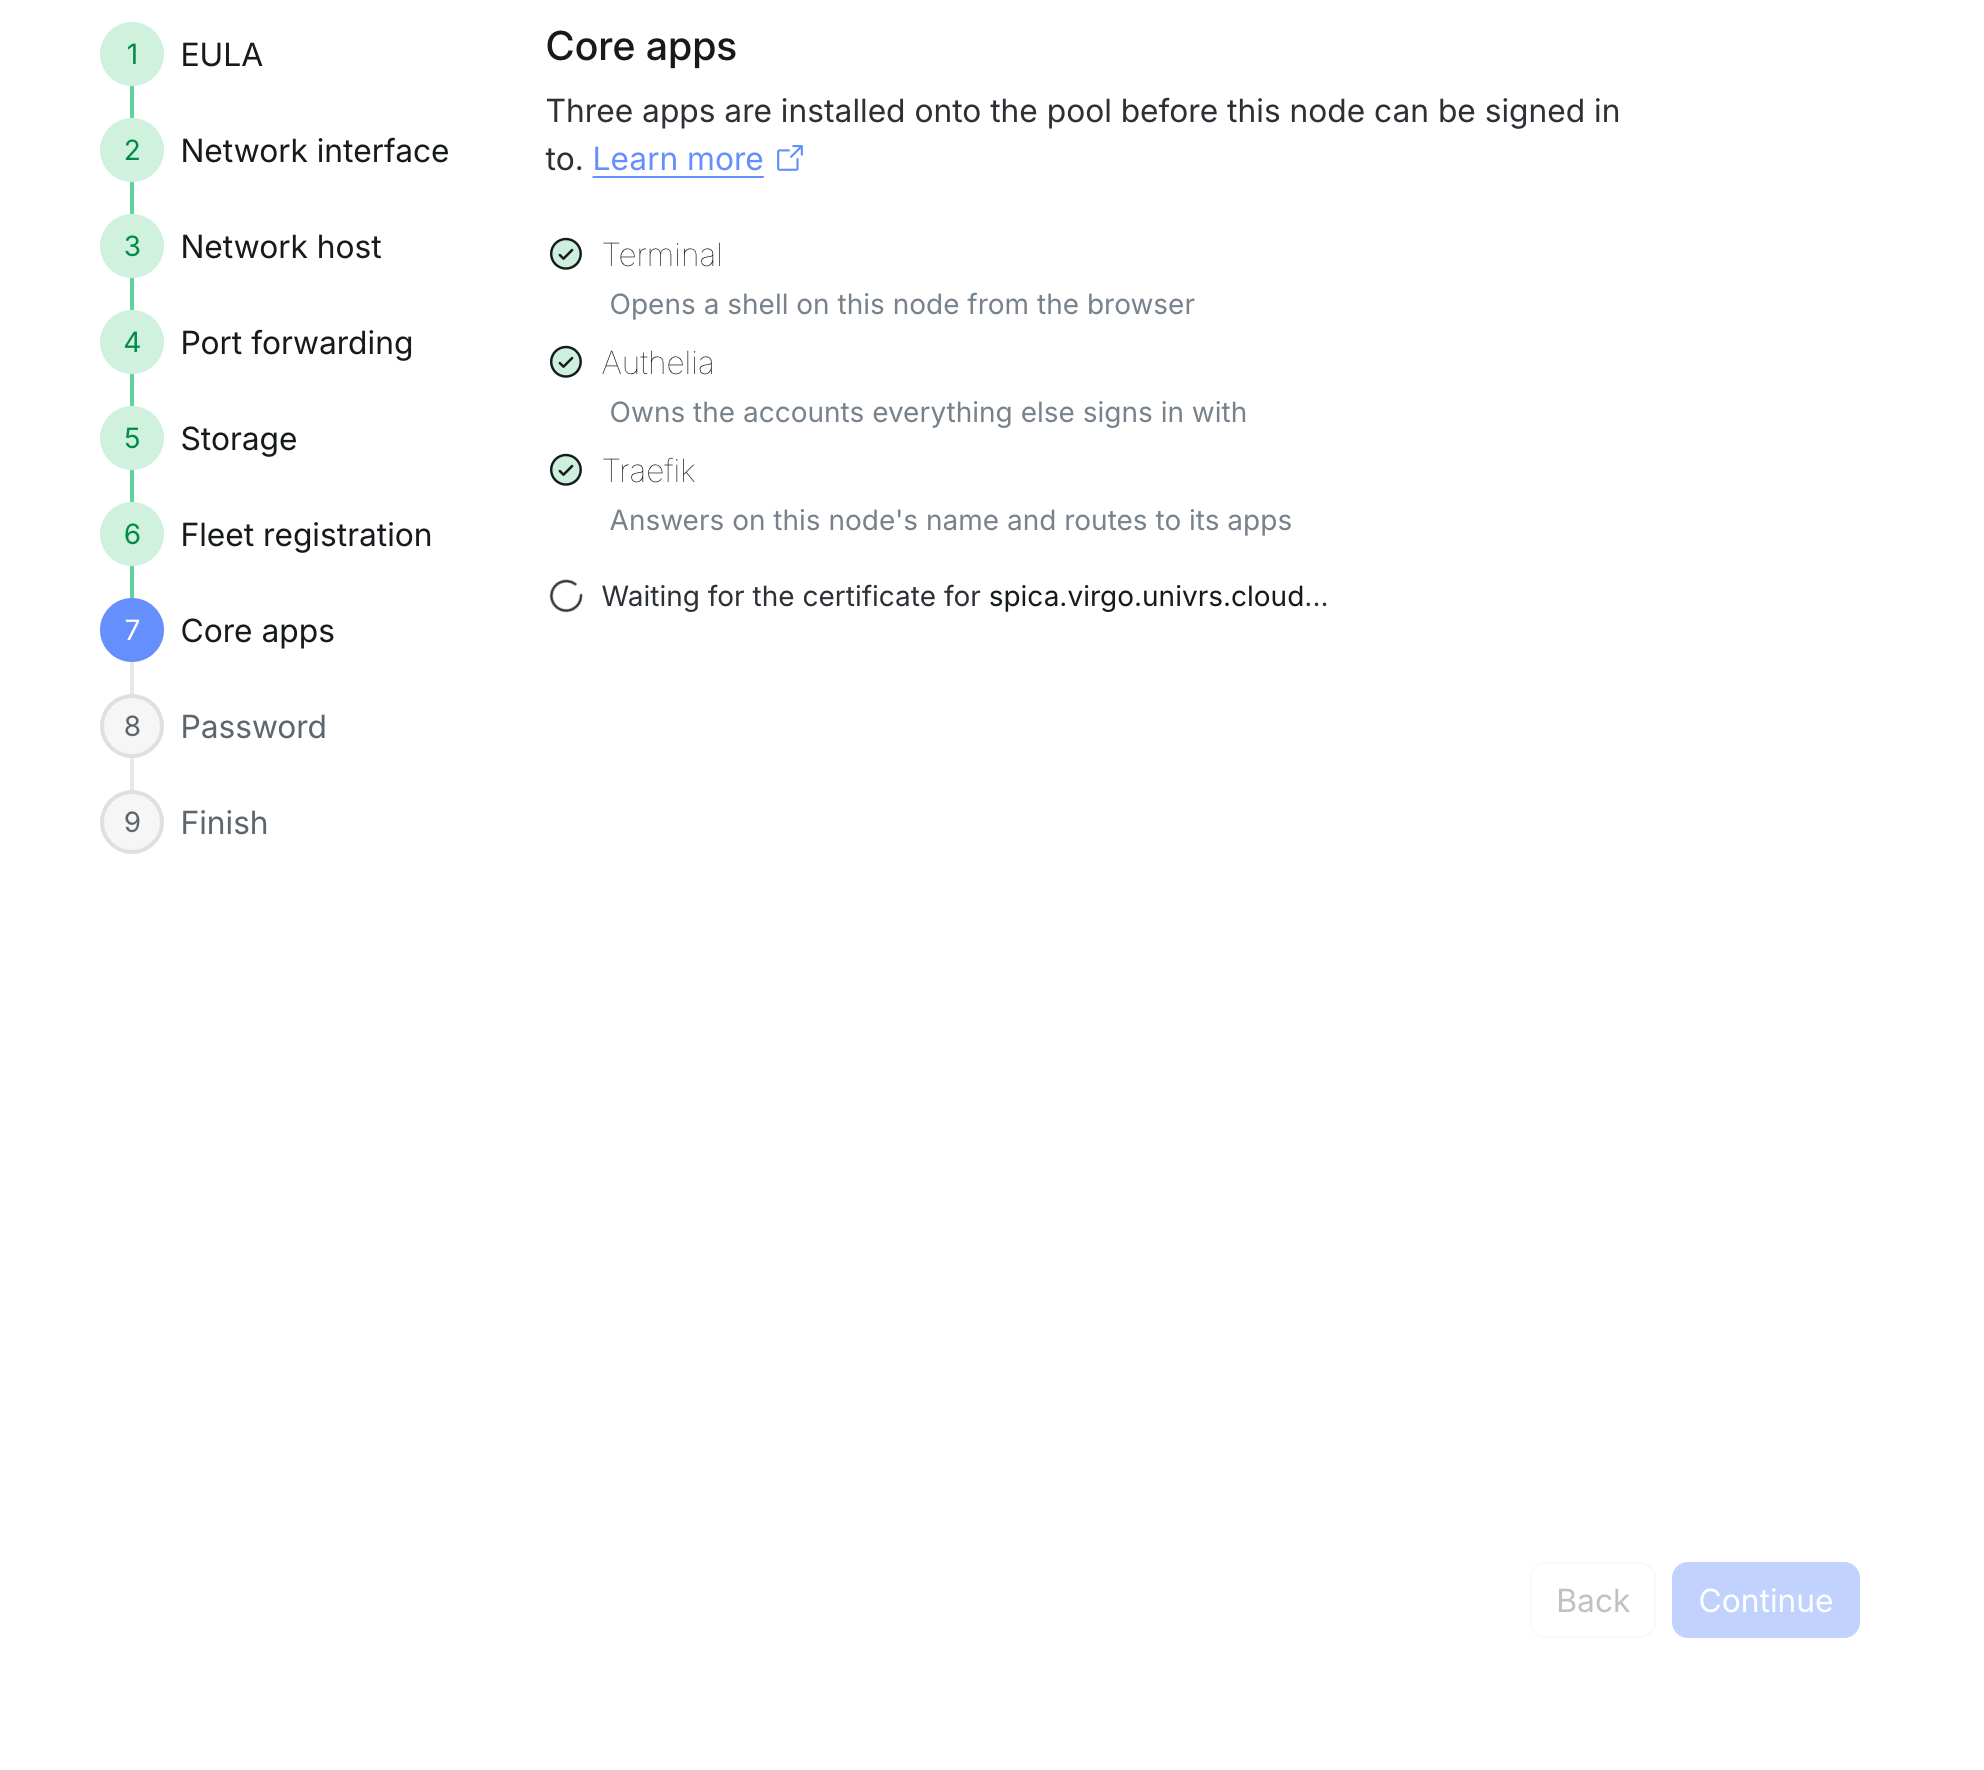 1 EULA
2 Network interface
3 Network host
4 Port forwarding
5 Storage
6 Fleet registration
7 Core apps
8 Password
9 Finish
Core apps
Three apps are installed onto the pool before this node can be signed in
to. Learn more
Terminal
Opens a shell on this node from the browser
Authelia
Owns the accounts everything else signs in with
Traefik
Answers on this node's name and routes to its apps
Waiting for the certificate for spica.virgo.univrs.cloud...
Back Continue